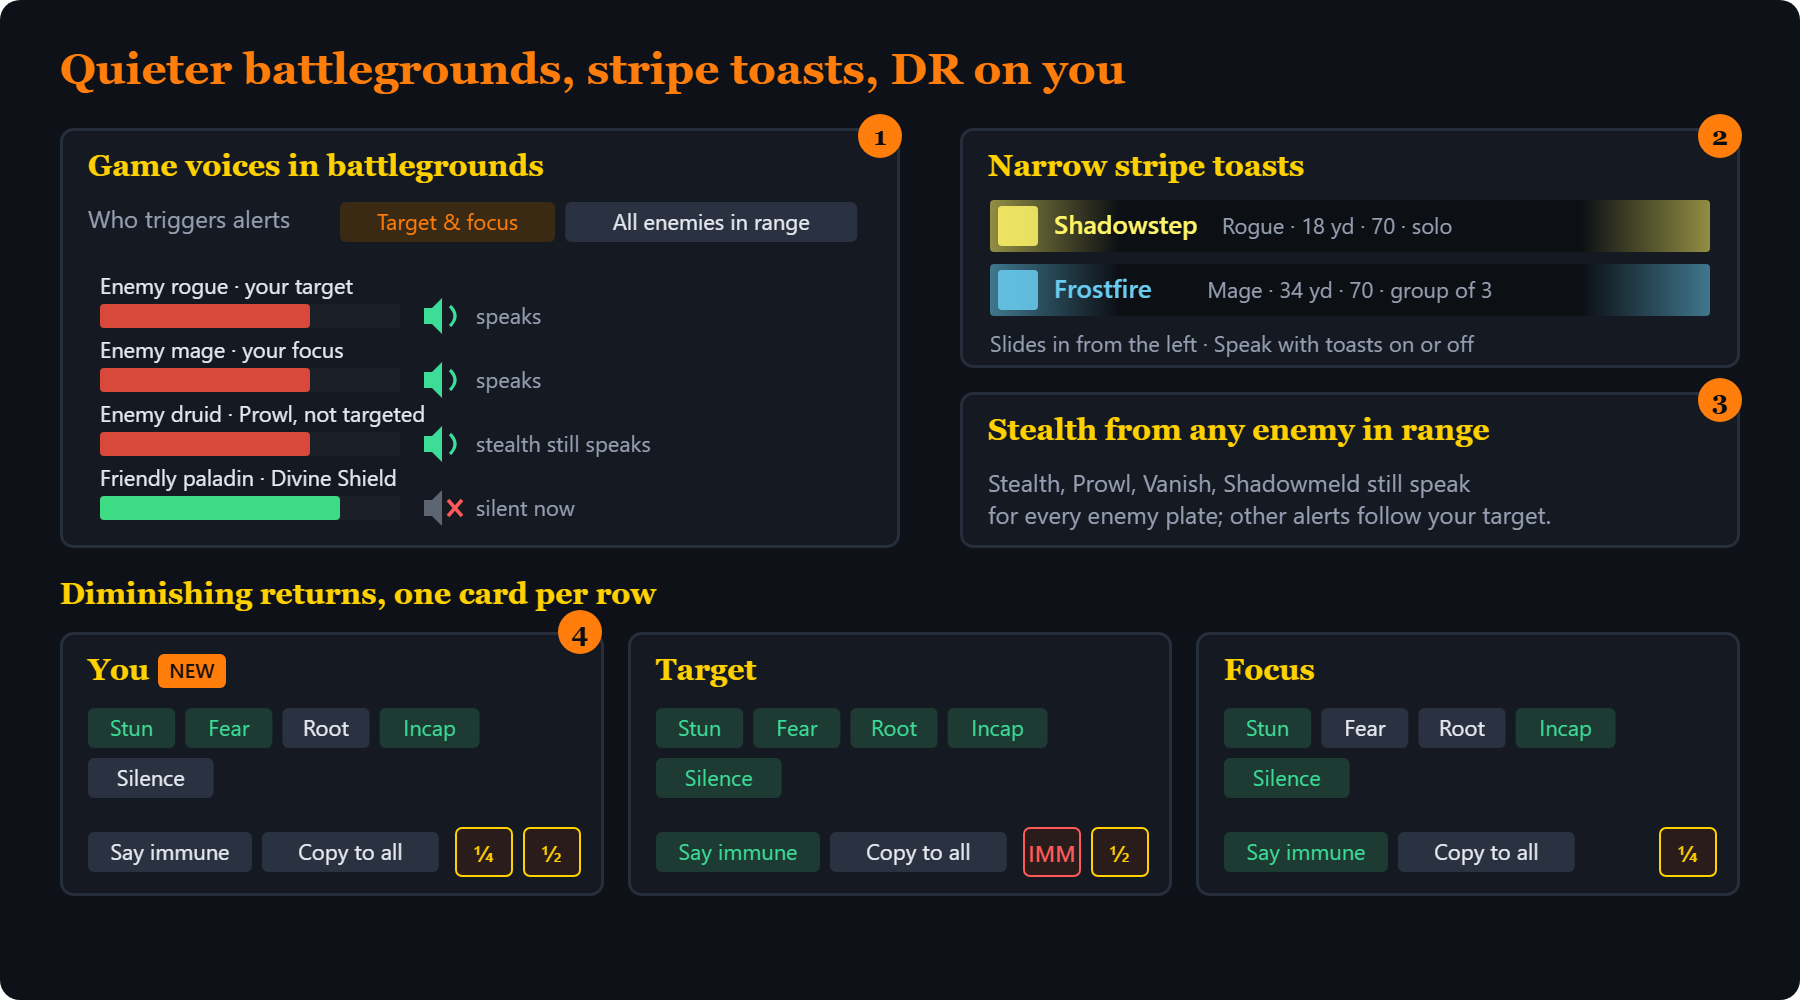 Quieter battlegrounds, stripe toasts, DR on you
1
Game voices in battlegrounds
Who triggers alerts
Target & focus
All enemies in range
Enemy rogue · your target
speaks
Enemy mage · your focus
speaks
Enemy druid · Prowl, not targeted
stealth still speaks
Friendly paladin · Divine Shield
silent now
2
Narrow stripe toasts
Shadowstep Rogue · 18 yd · 70 · solo
Frostfire Mage · 34 yd · 70 · group of 3
Slides in from the left · Speak with toasts on or off
3
Stealth from any enemy in range
Stealth, Prowl, Vanish, Shadowmeld still speak
for every enemy plate; other alerts follow your target.
Diminishing returns, one card per row
4
You NEW
Stun Fear Root Incap
Silence
Say immune Copy to all ¼ ½
Target
Stun Fear Root Incap
Silence
Say immune Copy to all IMM ½
Focus
Stun Fear Root Incap
Silence
Say immune Copy to all ¼